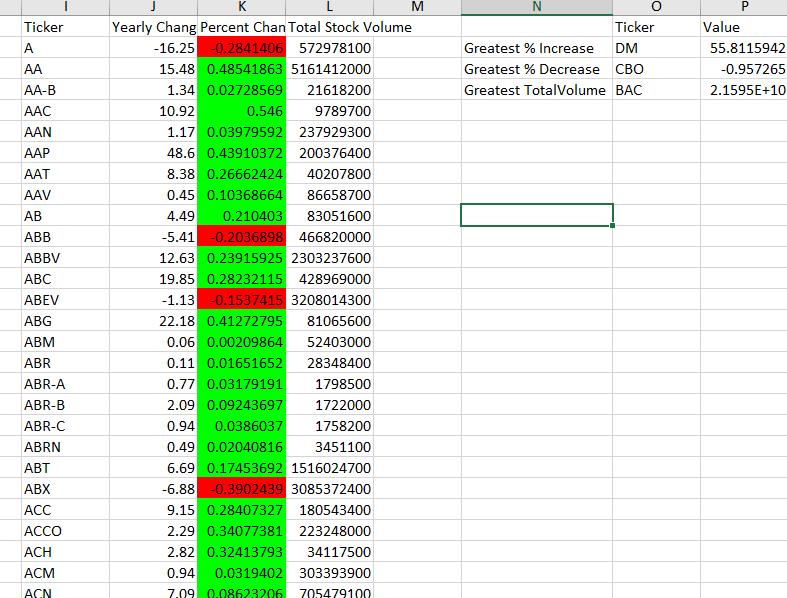 I J K L M N O P
Ticker Yearly Chang Percent Chan Total Stock Volume Ticker Value
A -16.25 -0.2841406 572978100 Greatest % Increase DM 55.8115942
AA 15.48 0.48541863 5161412000 Greatest % Decrease CBO -0.957265
AA-B 1.34 0.02728569 21618200 Greatest TotalVolume BAC 2.1595E+10
AAC 10.92 0.546 9789700
AAN 1.17 0.03979592 237929300
AAP 48.6 0.43910372 200376400
AAT 8.38 0.26662424 40207800
AAV 0.45 0.10368664 86658700
AB 4.49 0.210403 83051600
ABB -5.41 -0.2036898 466820000
ABBV 12.63 0.23915925 2303237600
ABC 19.85 0.28232115 428969000
ABEV -1.13 -0.1537415 3208014300
ABG 22.18 0.41272795 81065600
ABM 0.06 0.00209864 52403000
ABR 0.11 0.01651652 28348400
ABR-A 0.77 0.03179191 1798500
ABR-B 2.09 0.09243697 1722000
ABR-C 0.94 0.0386037 1758200
ABRN 0.49 0.02040816 3451100
ABT 6.69 0.17453692 1516024700
ABX -6.88 -0.3902439 3085372400
ACC 9.15 0.28407327 180543400
ACCO 2.29 0.34077381 223248000
ACH 2.82 0.32413793 34117500
ACM 0.94 0.0319402 303393900
ACN 7.09 0.08623206 705479100